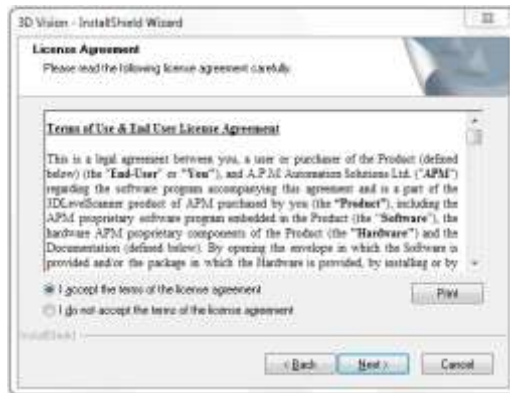 3D Vision - InstallShield Wizard
License Agreement
Please read the following license agreement carefully.
Terms of Use & End User License Agreement
This is a legal agreement between you, a user or purchaser of the Product (defined
below) (the "End-User" or "You"), and A.P.M Automation Solutions Ltd. ("APM")
regarding the software program accompanying this agreement and is a part of the
3DLevelScanner product of APM purchased by you (the "Product"), including the
APM proprietary software program embedded in the Product (the "Software"), the
hardware APM proprietary components of the Product (the "Hardware") and the
Documentation (defined below). By opening the envelope in which the Software is
provided and/or the package in which the Hardware is provided, by installing or by
I accept the terms of the license agreement
Print
I do not accept the terms of the license agreement
InstallShield
< Back
Next >
Cancel